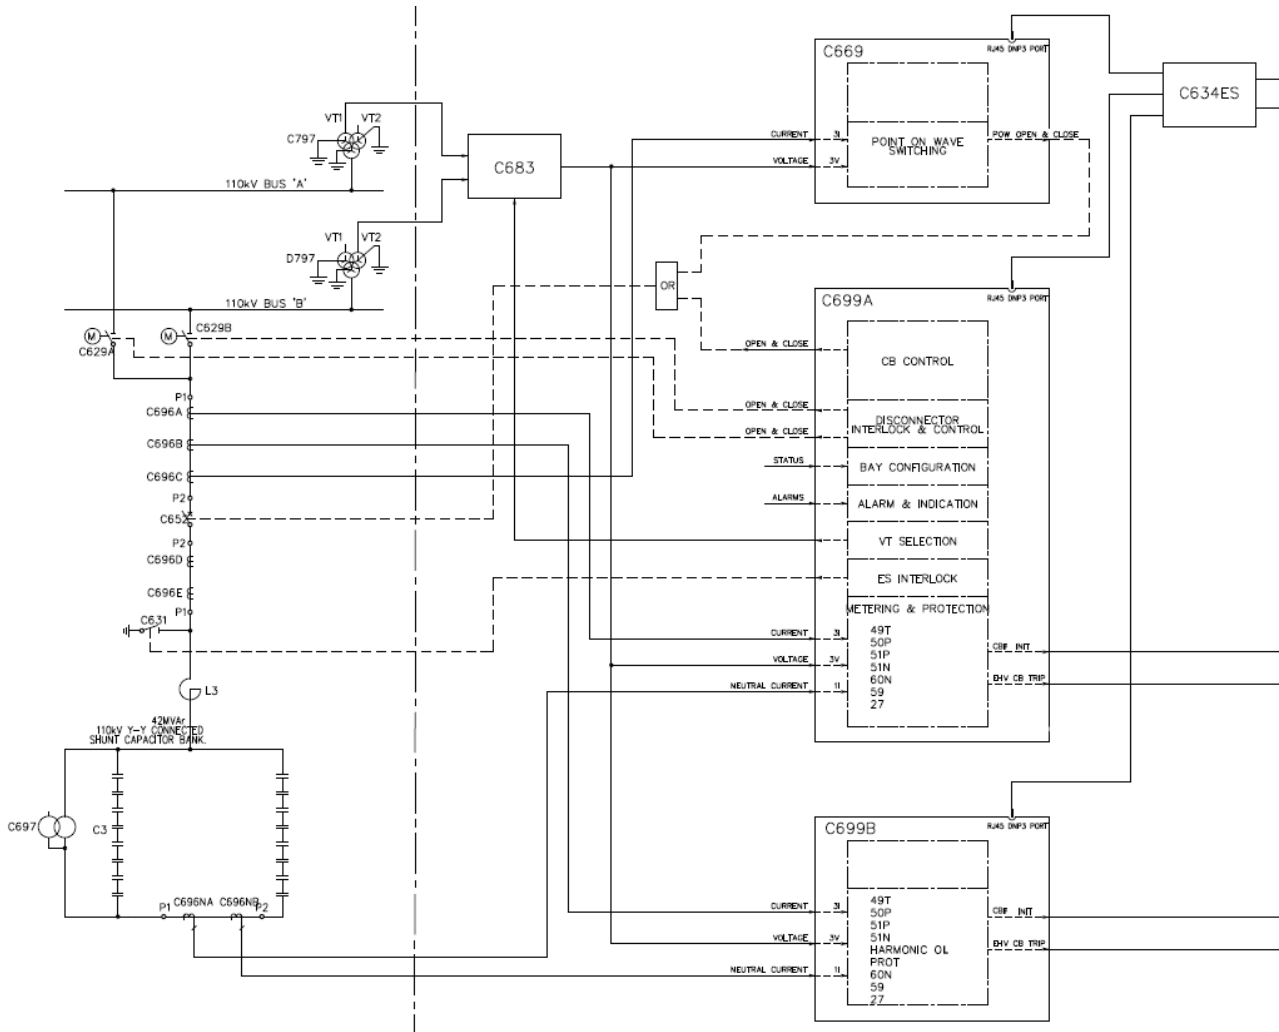 C669
RJ45 DNP3 PORT
C634ES
VT1 VT2
C797
CURRENT 3I
POINT ON WAVE
SWITCHING
POW OPEN & CLOSE
VOLTAGE 3V
C683
110kV BUS 'A'
VT1 VT2
D797
110kV BUS 'B'
OR
C699A
RJ45 DNP3 PORT
M
C629A
M
C629B
OPEN & CLOSE
CB CONTROL
P1
C696A
OPEN & CLOSE
DISCONNECTOR
INTERLOCK & CONTROL
OPEN & CLOSE
C696B
STATUS
BAY CONFIGURATION
C696C
P2
ALARMS
ALARM & INDICATION
C652
P2
VT SELECTION
C696D
ES INTERLOCK
C696E
P1
C631
METERING & PROTECTION
CURRENT 3I
VOLTAGE 3V
NEUTRAL CURRENT 1I
49T
50P
51P
51N
60N
59
27
CBF INIT
EHV CB TRIP
L3
42MVAr
110kV Y-Y CONNECTED
SHUNT CAPACITOR BANK.
C697
C3
C699B
RJ45 DNP3 PORT
P1
C696NA
C696NB
P2
CURRENT 3I
VOLTAGE 3V
NEUTRAL CURRENT 1I
49T
50P
51P
51N
HARMONIC OL
PROT
60N
59
27
CBF INIT
EHV CB TRIP